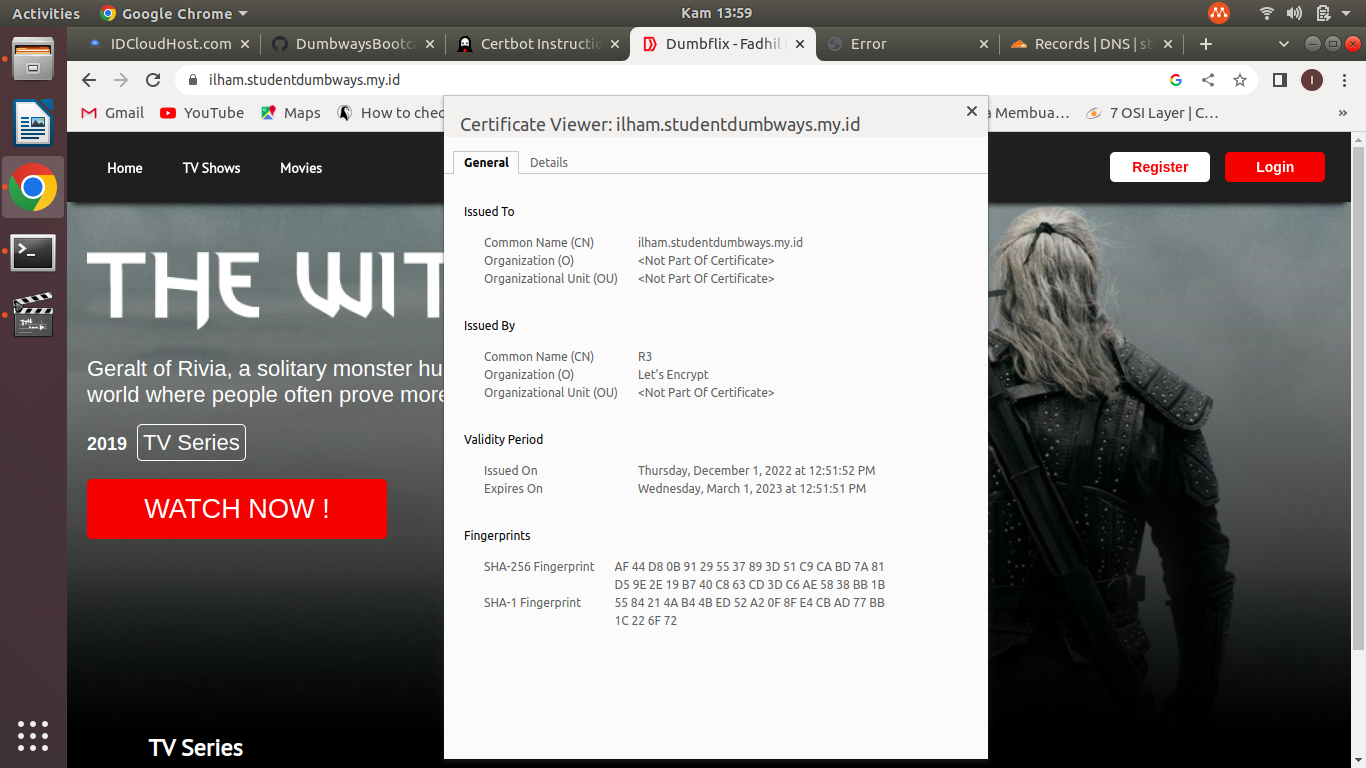 Activities Google Chrome Kam 13:59
IDCloudHost.com DumbwaysBootc Certbot Instructio Dumbflix - Fadhil Error Records | DNS | st
ilham.studentdumbways.my.id I
Gmail YouTube Maps How to chec a Membua… 7 OSI Layer | C… »
Certificate Viewer: ilham.studentdumbways.my.id
General Details
Home TV Shows Movies Register Login
Issued To
Common Name (CN) ilham.studentdumbways.my.id
Organization (O) <Not Part Of Certificate>
Organizational Unit (OU) <Not Part Of Certificate>
THE WIT
Issued By
Common Name (CN) R3
Organization (O) Let's Encrypt
Organizational Unit (OU) <Not Part Of Certificate>
Geralt of Rivia, a solitary monster hu
world where people often prove more
2019 TV Series
Validity Period
Issued On Thursday, December 1, 2022 at 12:51:52 PM
Expires On Wednesday, March 1, 2023 at 12:51:51 PM
WATCH NOW !
Fingerprints
SHA-256 Fingerprint AF 44 D8 0B 91 29 55 37 89 3D 51 C9 CA BD 7A 81
D5 9E 2E 19 B7 40 C8 63 CD 3D C6 AE 58 38 BB 1B
SHA-1 Fingerprint 55 84 21 4A B4 4B ED 52 A2 0F 8F E4 CB AD 77 BB
1C 22 6F 72
TV Series